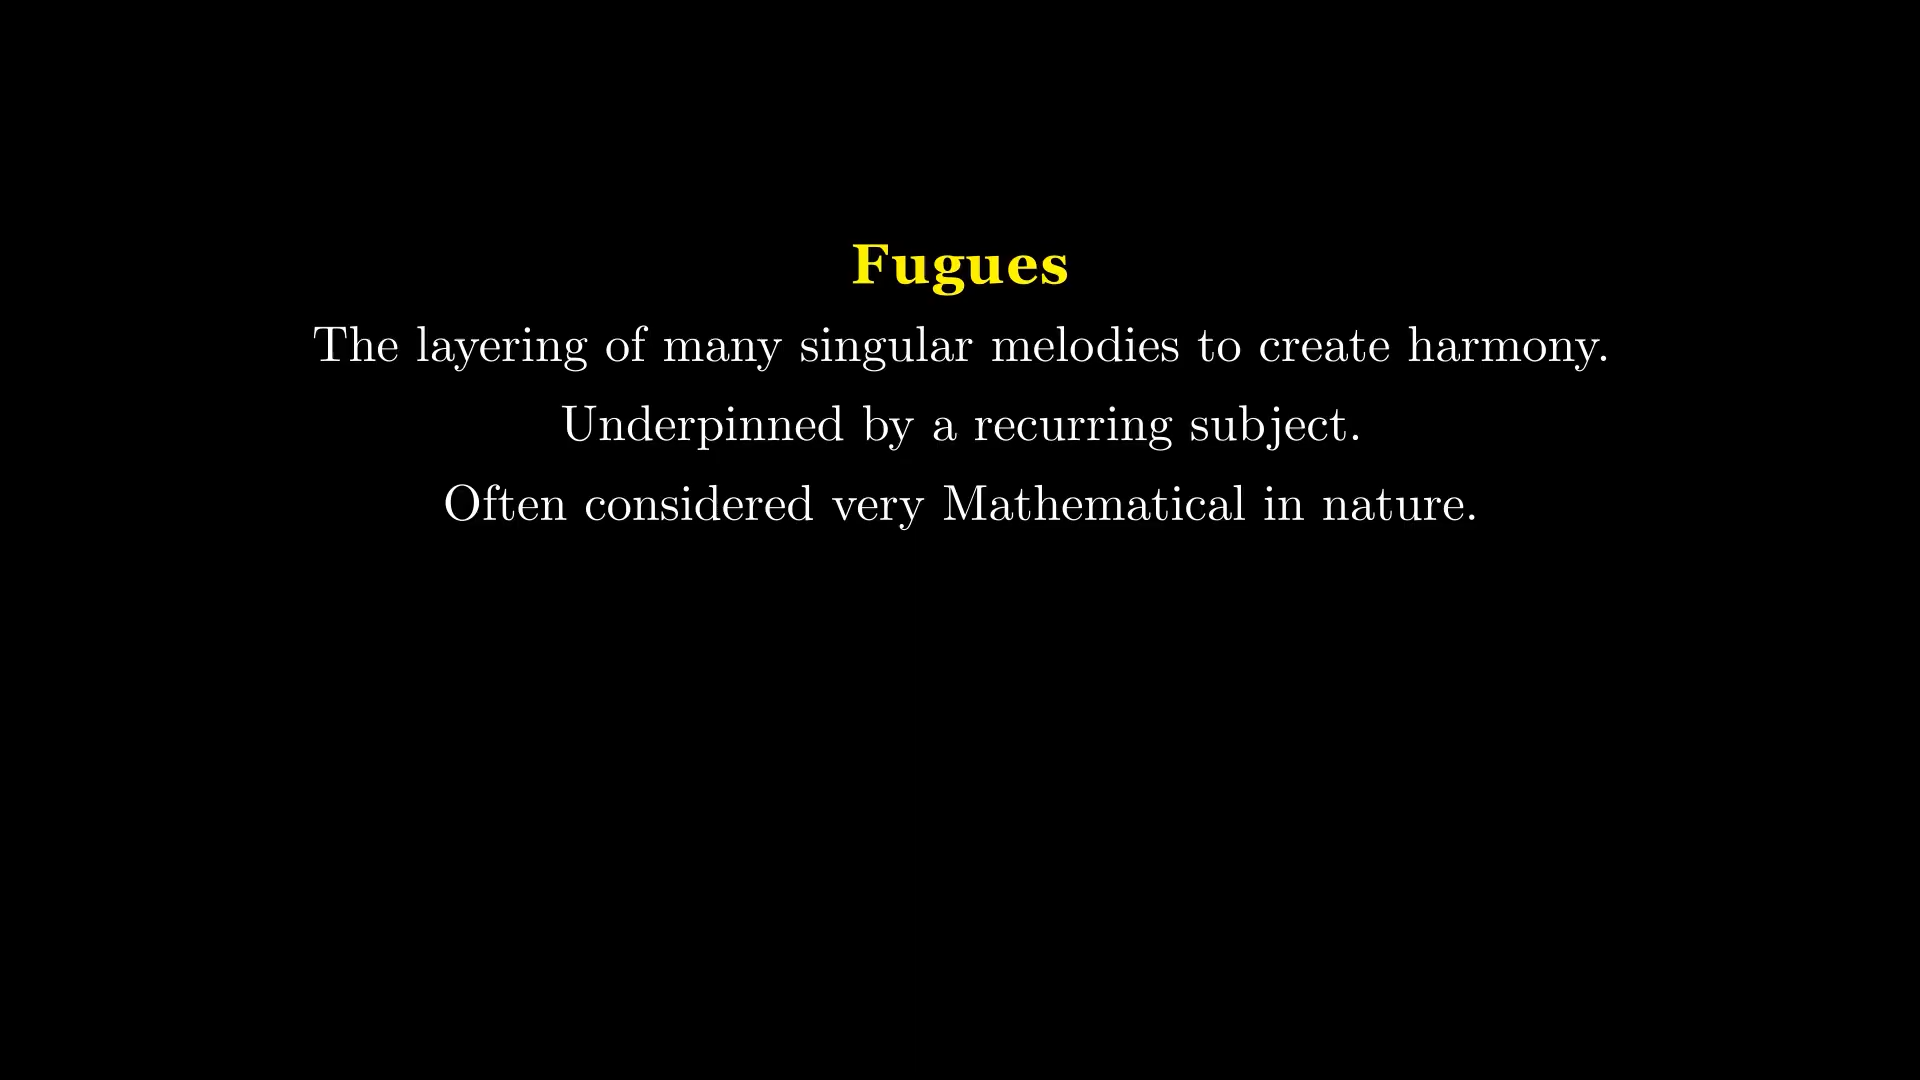 Fugues
The layering of many singular melodies to create harmony.
Underpinned by a recurring subject.
Often considered very Mathematical in nature.